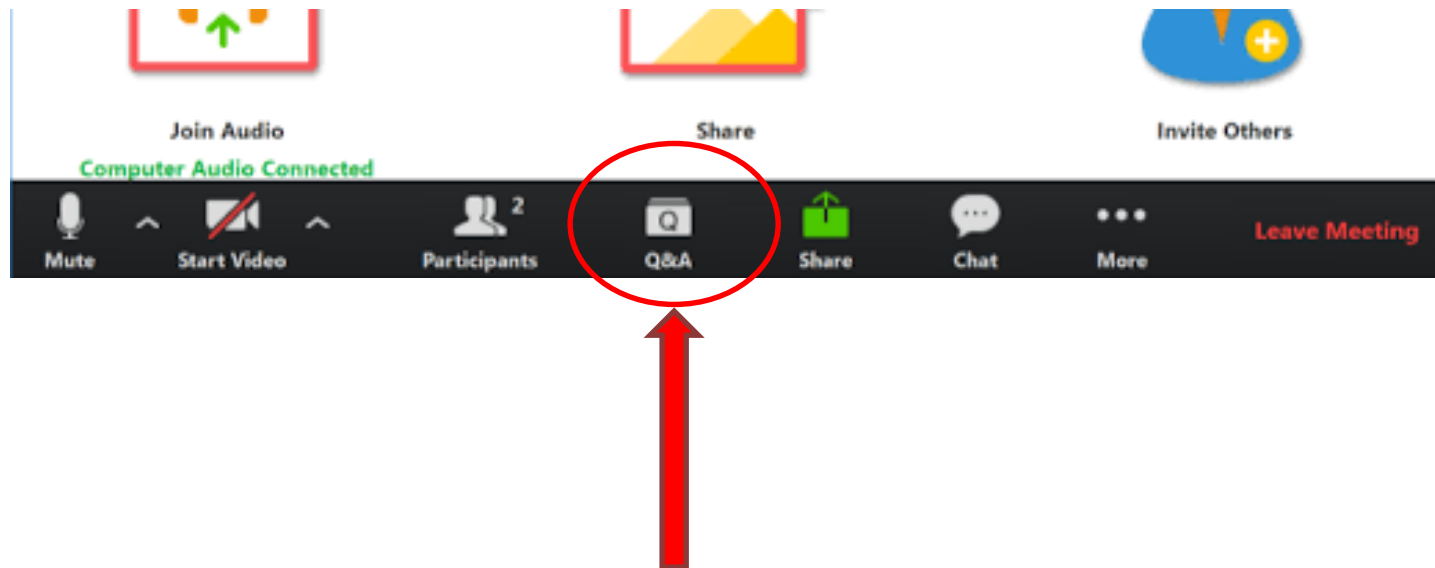 Join Audio
Share
Invite Others
Computer Audio Connected
2
Q
Mute
Start Video
Participants
Q&A
Share
Chat
More
Leave Meeting